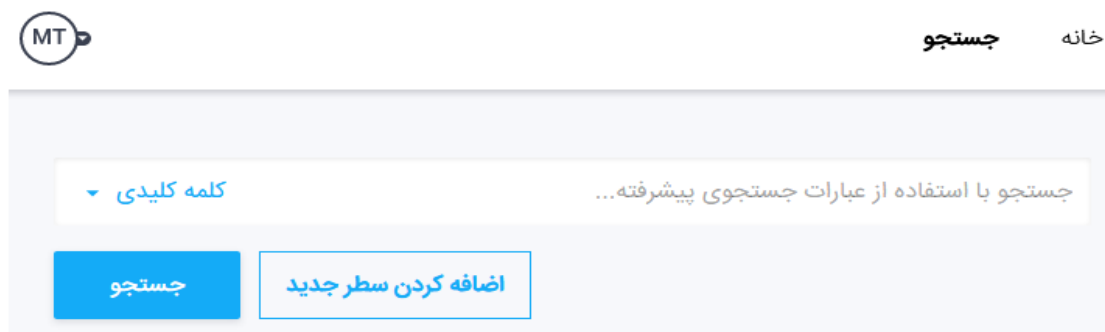 خانه
جستجو
MT
جستجو با استفاده از عبارات جستجوی پیشرفته...
کلمه کلیدی
اضافه کردن سطر جدید
جستجو